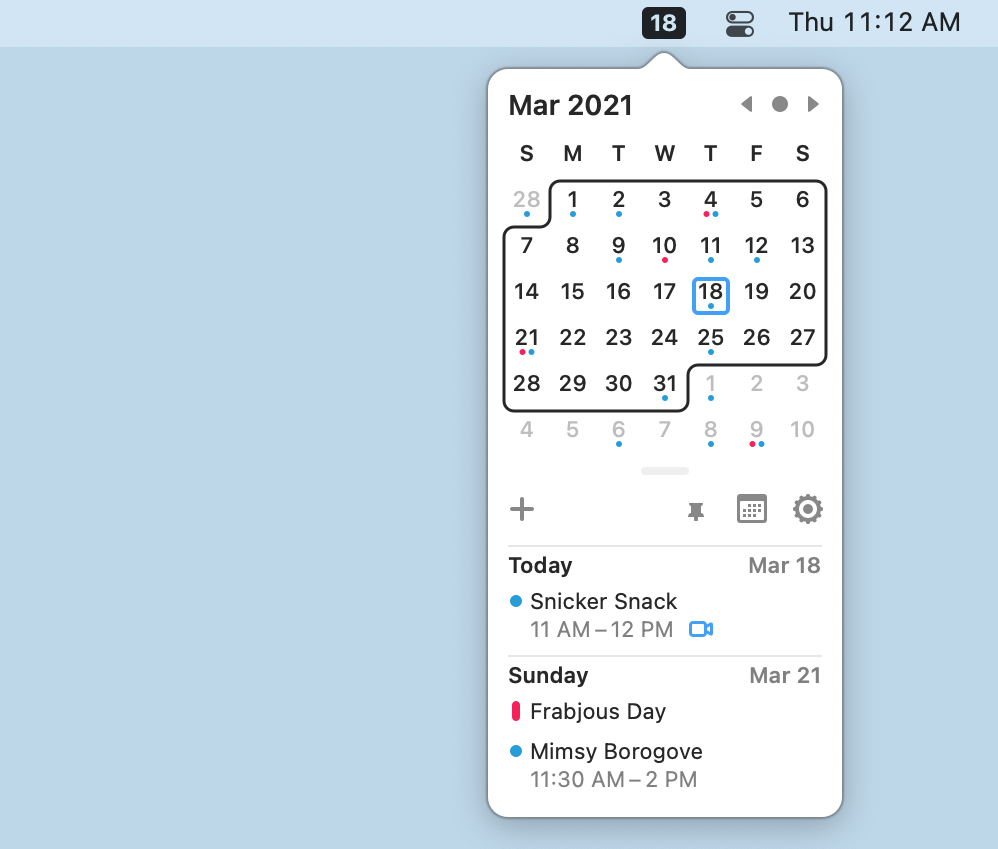 18 Thu 11:12 AM
Mar 2021
S M T W T F S
28 1 2 3 4 5 6
7 8 9 10 11 12 13
14 15 16 17 18 19 20
21 22 23 24 25 26 27
28 29 30 31 1 2 3
4 5 6 7 8 9 10
Today Mar 18
Snicker Snack
11 AM – 12 PM
Sunday Mar 21
Frabjous Day
Mimsy Borogove
11:30 AM – 2 PM